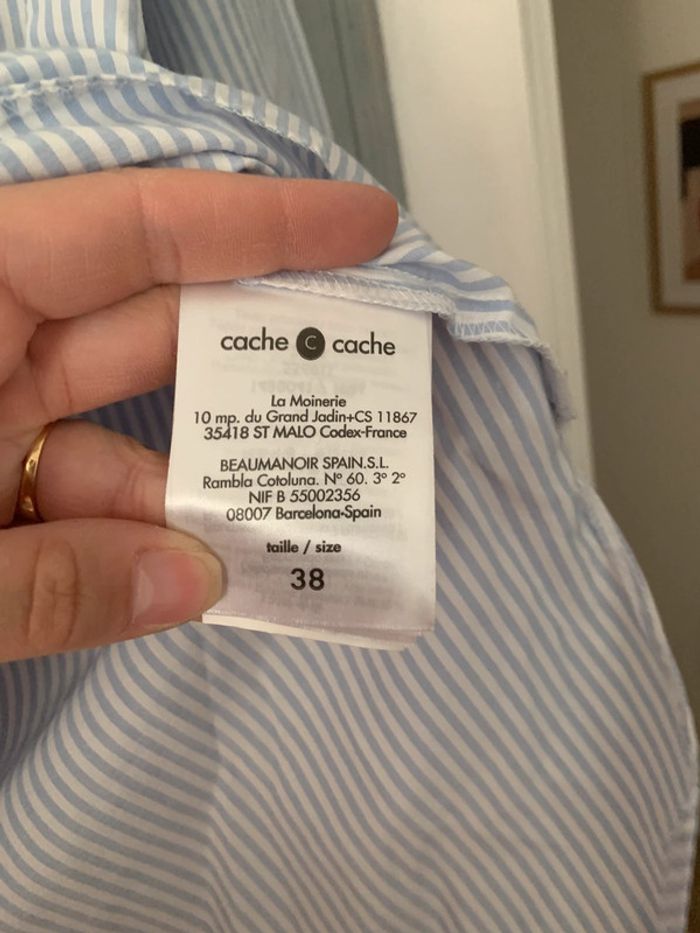 cache C cache
La Moinerie
10 mp. du Grand Jadin+CS 11867
35418 ST MALO Codex-France
BEAUMANOIR SPAIN.S.L.
Rambla Cotoluna. Nº 60. 3º 2º
NIF B 55002356
08007 Barcelona-Spain
taille / size
38